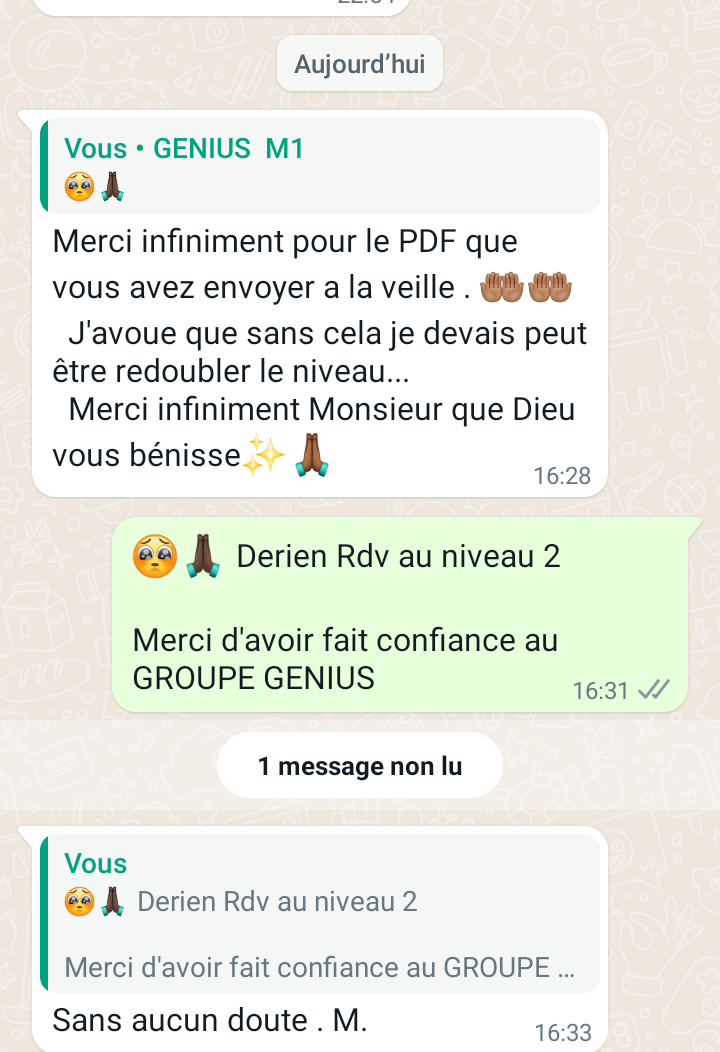 Aujourd'hui
Vous • GENIUS M1
🥺🙏🏿
Merci infiniment pour le PDF que
vous avez envoyer a la veille . 🤲🏽🤲🏽
J'avoue que sans cela je devais peut
être redoubler le niveau...
Merci infiniment Monsieur que Dieu
vous bénisse✨🙏🏾
16:28
🥺🙏🏿 Derien Rdv au niveau 2
Merci d'avoir fait confiance au
GROUPE GENIUS
16:31
1 message non lu
Vous
🥺🙏🏿 Derien Rdv au niveau 2
Merci d'avoir fait confiance au GROUPE ...
Sans aucun doute . M.
16:33